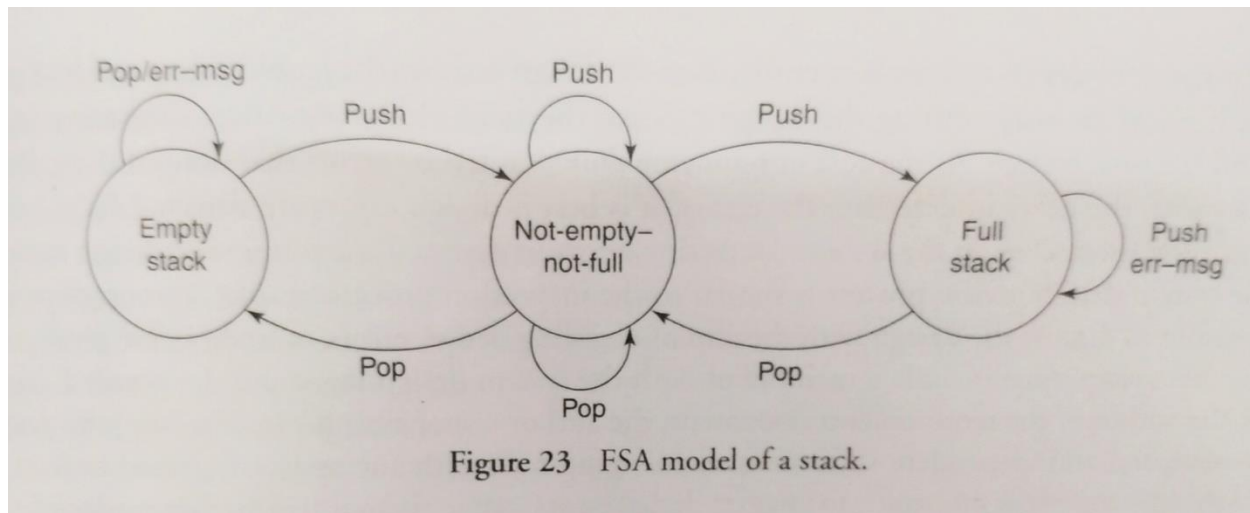 Pop/err–msg
Push
Push
Push
Empty
stack
Not-empty–
not-full
Full
stack
Push
err–msg
Pop
Pop
Pop
Figure 23 FSA model of a stack.